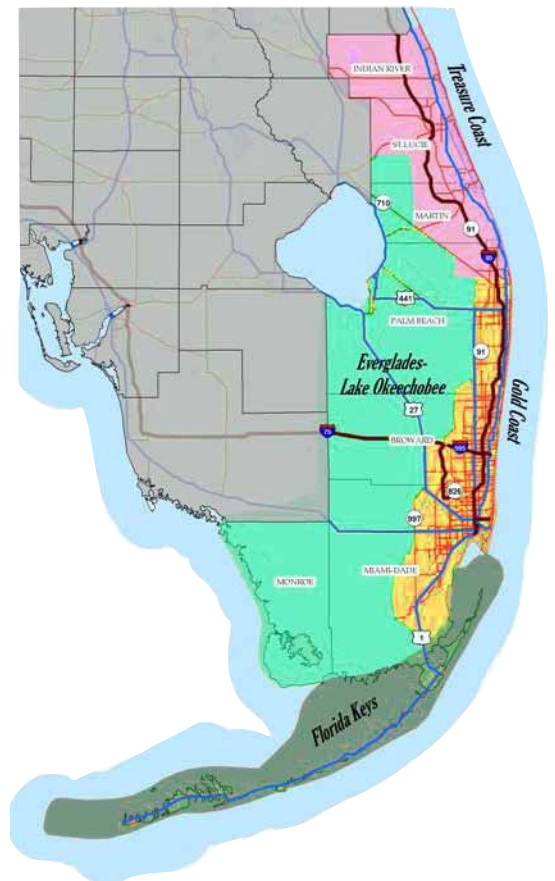 INDIAN RIVER
Treasure Coast
ST.LUCIE
710
MARTIN
91
95
441
PALM BEACH
91
Everglades-
Lake Okeechobee
Gold Coast
27
75
BROWARD
595
826
997
MIAMI-DADE
MONROE
1
Florida Keys